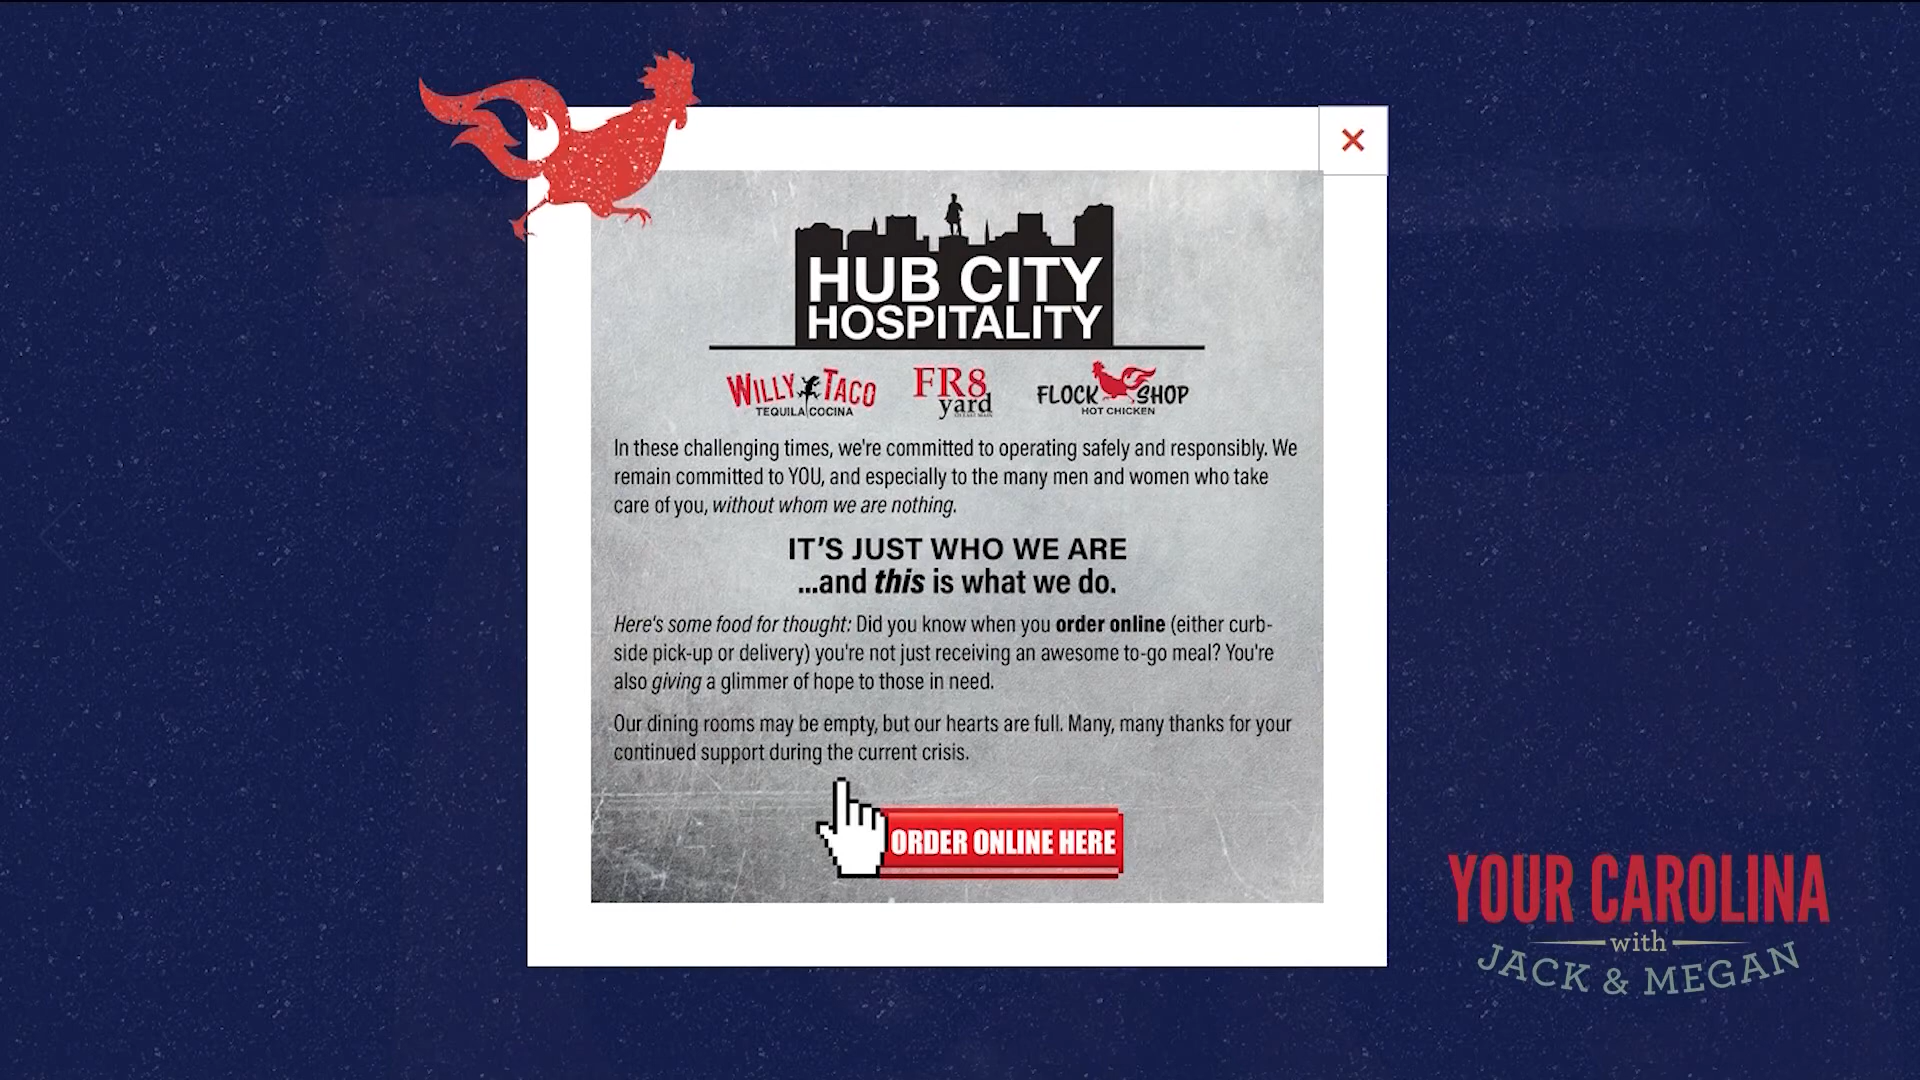 HUB CITY
HOSPITALITY
WILLY TACO
TEQUILA COCINA
FR8
yard
FLOCK SHOP
HOT CHICKEN
In these challenging times, we're committed to operating safely and responsibly. We
remain committed to YOU, and especially to the many men and women who take
care of you, without whom we are nothing.
IT'S JUST WHO WE ARE
...and this is what we do.
Here's some food for thought: Did you know when you order online (either curb-
side pick-up or delivery) you're not just receiving an awesome to-go meal? You're
also giving a glimmer of hope to those in need.
Our dining rooms may be empty, but our hearts are full. Many, many thanks for your
continued support during the current crisis.
ORDER ONLINE HERE
YOUR CAROLINA
with
JACK & MEGAN